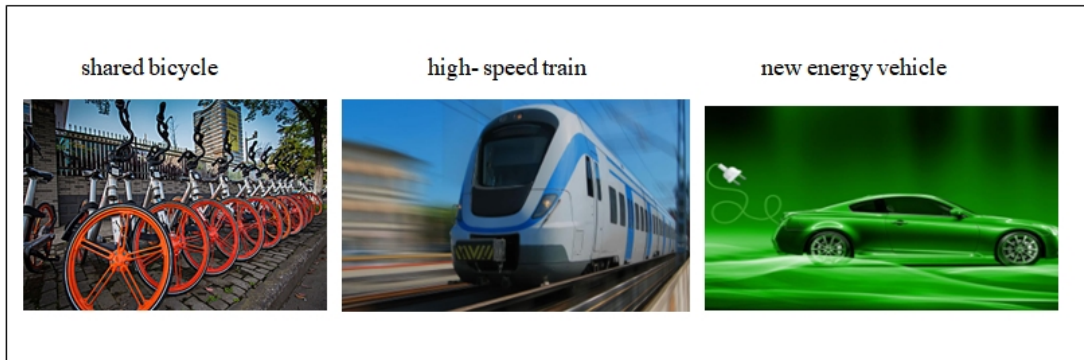 shared bicycle
high- speed train
new energy vehicle